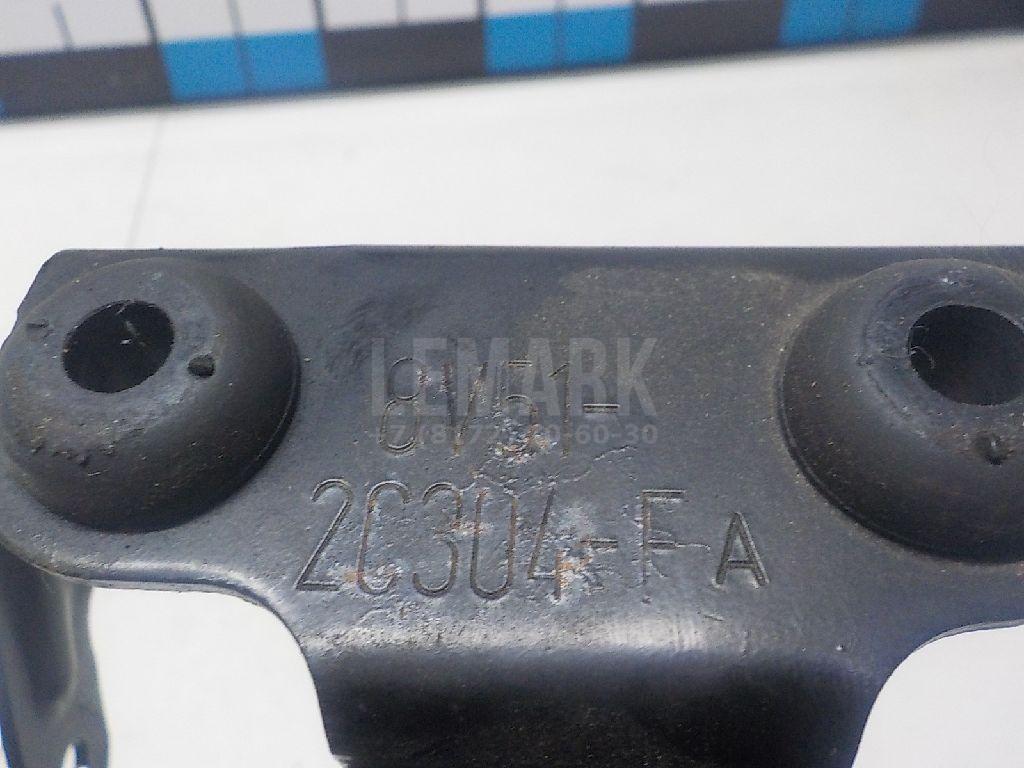 LEMARK
8V51-
2C304-FA